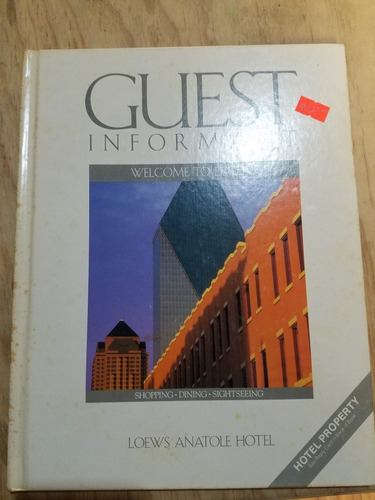 GUEST
INFORM
WELCOME TO
SHOPPING • DINING • SIGHTSEEING
LOEWS ANATOLE HOTEL
HOTEL PROPERTY